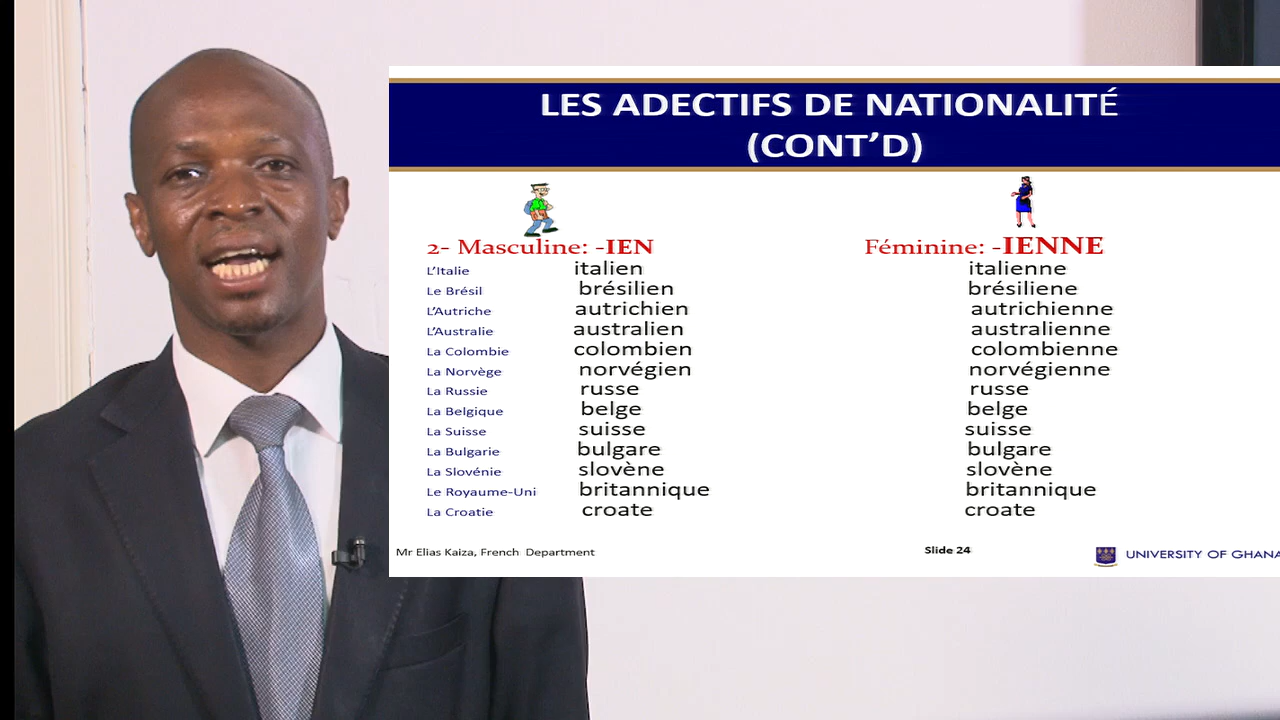 LES ADECTIFS DE NATIONALITÉ
(CONT’D)
2- Masculine: -IEN Féminine: -IENNE
L’Italie italien italienne
Le Brésil brésilien brésiliene
L’Autriche autrichien autrichienne
L’Australie australien australienne
La Colombie colombien colombienne
La Norvège norvégien norvégienne
La Russie russe russe
La Belgique belge belge
La Suisse suisse suisse
La Bulgarie bulgare bulgare
La Slovénie slovène slovène
Le Royaume-Uni britannique britannique
La Croatie croate croate
Mr Elias Kaiza, French Department Slide 24 UNIVERSITY OF GHANA